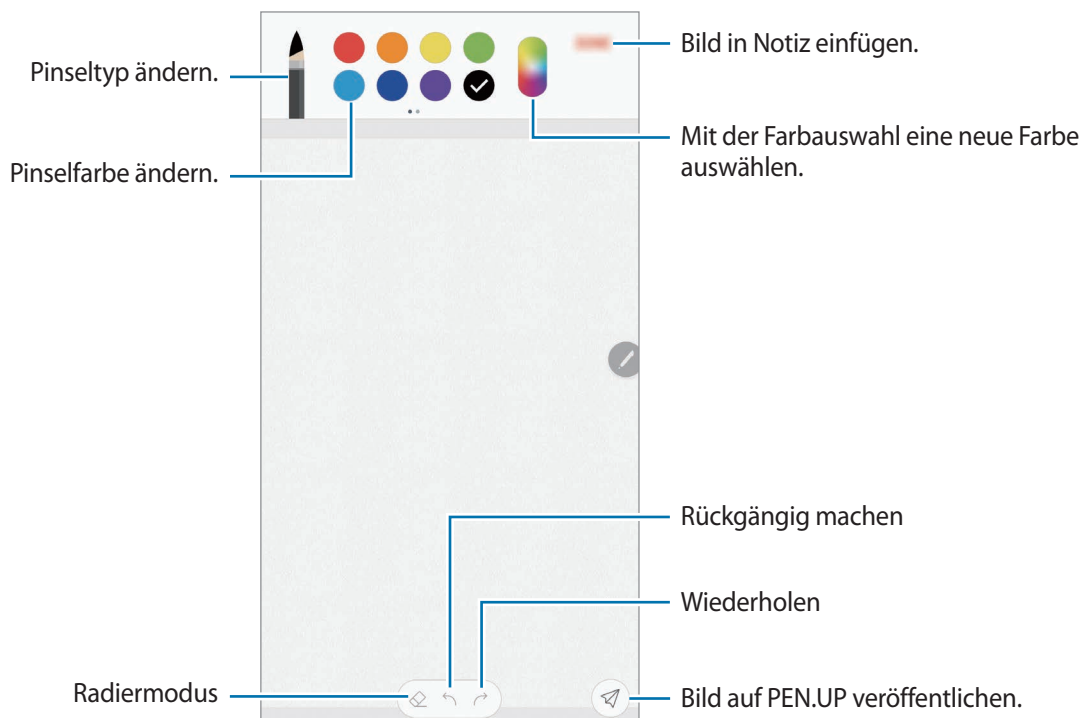 Bild in Notiz einfügen.
Pinseltyp ändern.
Mit der Farbauswahl eine neue Farbe
auswählen.
Pinselfarbe ändern.
Rückgängig machen
Wiederholen
Radiermodus
Bild auf PEN.UP veröffentlichen.